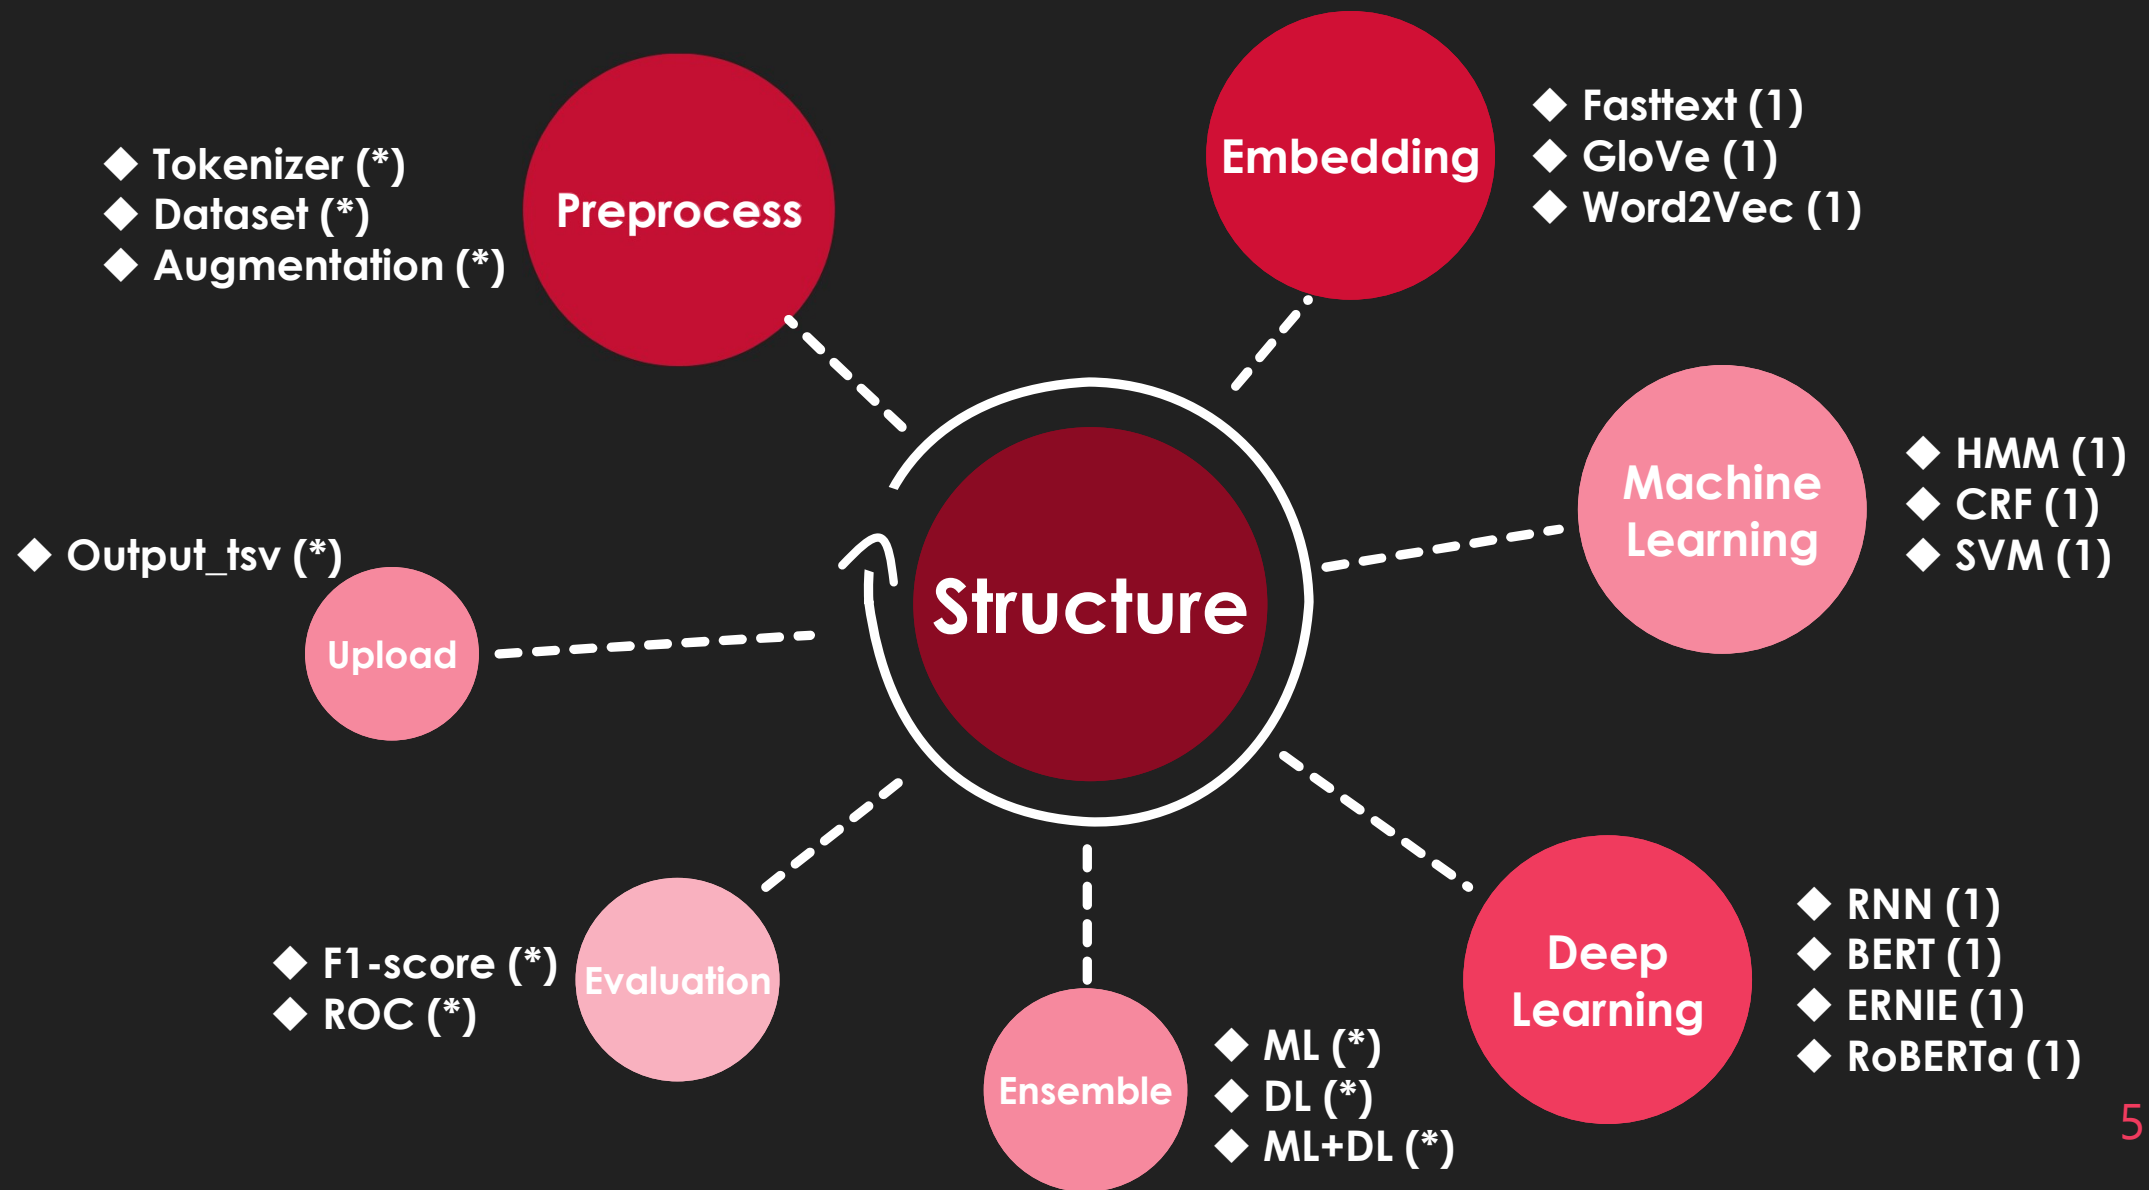 Preprocess
◆ Tokenizer (*)
◆ Dataset (*)
◆ Augmentation (*)
Embedding
◆ Fasttext (1)
◆ GloVe (1)
◆ Word2Vec (1)
Machine
Learning
◆ HMM (1)
◆ CRF (1)
◆ SVM (1)
Structure
Upload
◆ Output_tsv (*)
Deep
Learning
◆ RNN (1)
◆ BERT (1)
◆ ERNIE (1)
◆ RoBERTa (1)
Evaluation
◆ F1-score (*)
◆ ROC (*)
Ensemble
◆ ML (*)
◆ DL (*)
◆ ML+DL (*)
5